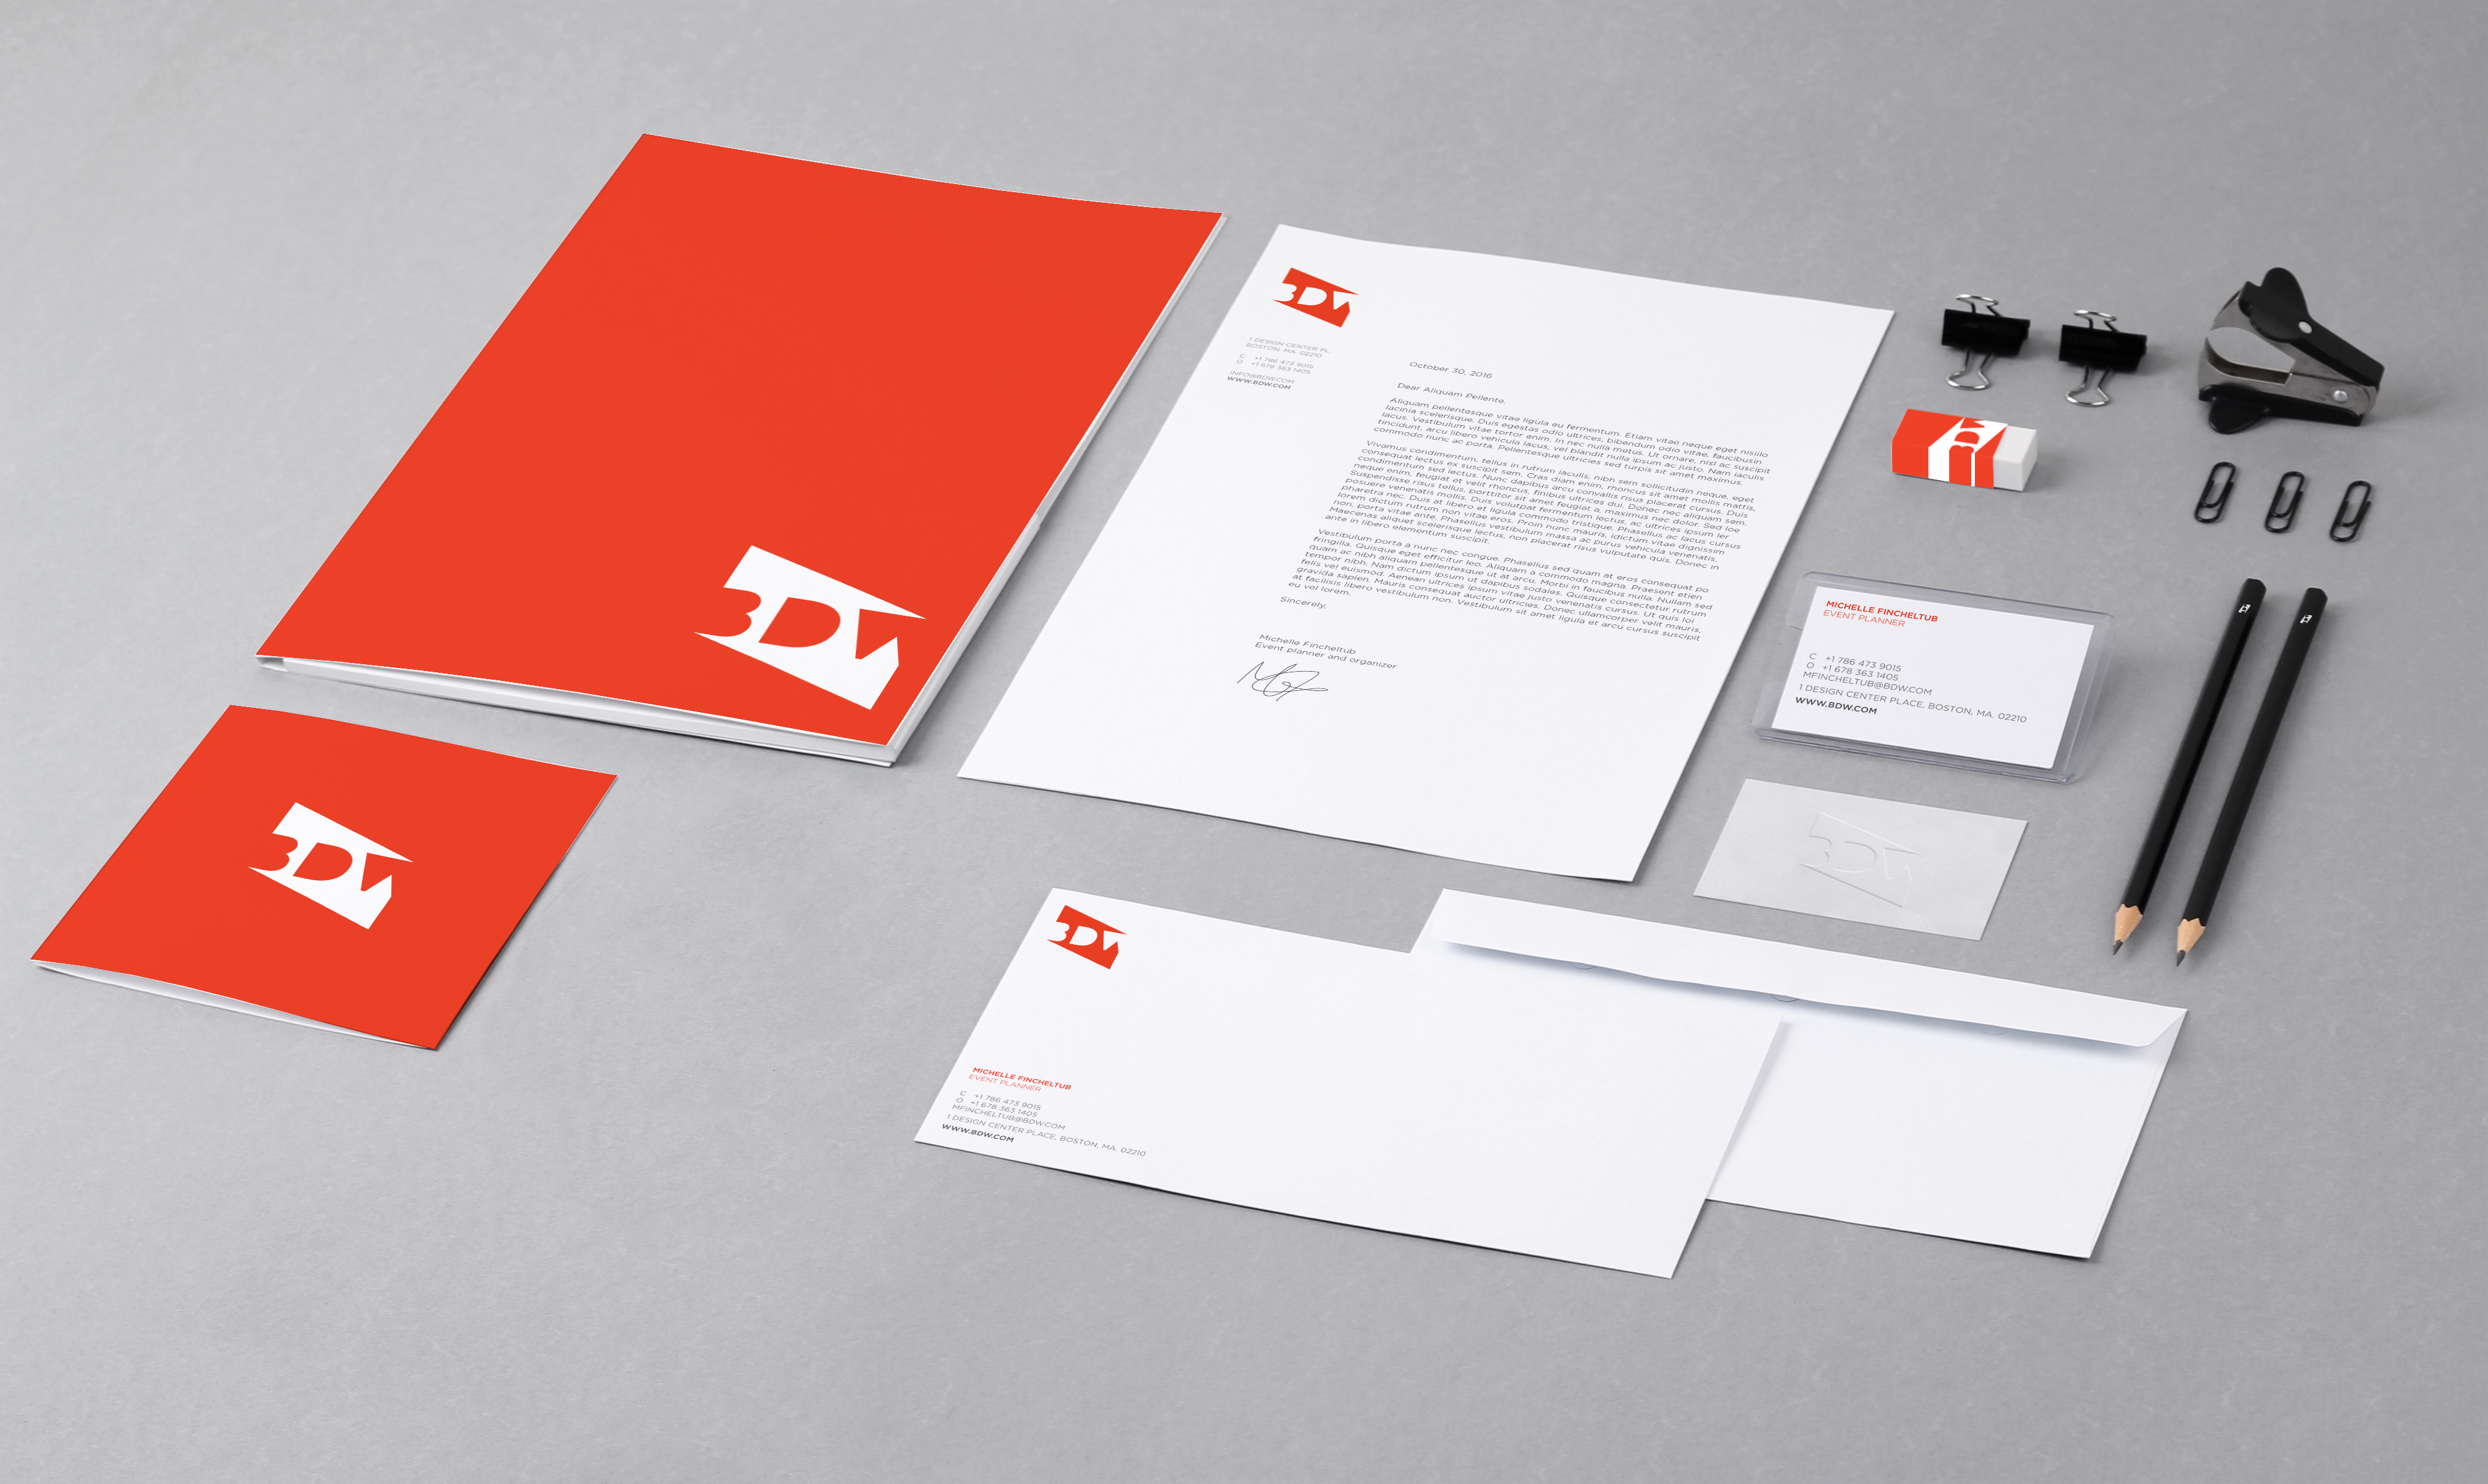 BDW
BDW
BDW
1 DESIGN CENTER PL.
BOSTON, MA. 02210
C +1 786 473 9015
O +1 678 363 1405
INFO@BDW.COM
WWW.BDW.COM
October 30, 2016
Dear Aliquam Pellente,
Aliquam pellentesque vitae ligula eu fermentum. Etiam vitae neque eget nisiilo
lacinia scelerisque. Duis egestas odio ultrices, bibendum odio vitae, faucibusin
lacus. Vestibulum vitae tortor enim. In nec nulla metus. Ut ornare, nisl ac suscipit
tincidunt, arcu libero vehicula lacus, vel blandit nulla ipsum ac justo. Nam iaculis
commodo nunc ac porta. Pellentesque ultricies sed turpis sit amet maximus.
Vivamus condimentum, tellus in rutrum iaculis, nibh sem sollicitudin neque, eget
consequat lectus ex suscipit sem. Cras diam enim, rhoncus sit amet mollis mattis,
condimentum sed lectus. Nunc dapibus arcu convallis risus placerat cursus. Duis
neque enim, feugiat et velit rhoncus, finibus ultrices dui. Donec nec aliquam sem.
Suspendisse risus tellus, porttitor sit amet feugiat a, maximus nec dolor. Sed loe
posuere venenatis mollis. Duis volutpat fermentum lectus, ac ultrices ipsum ler
pharetra nec. Duis at libero et ligula commodo tristique. Phasellus ac lacus cursus
lorem dictum rutrum non vitae eros. Proin nunc mauris, idictum vitae dignissim
non, porta vitae ante. Phasellus vestibulum massa ac purus vehicula venenatis.
Maecenas aliquet scelerisque lectus, non placerat risus vulputate quis. Donec in
ante in libero elementum suscipit.
Vestibulum porta a nunc nec congue. Phasellus sed quam at eros consequat po
fringilla. Quisque eget efficitur leo. Aliquam a commodo magna. Praesent etien
quam ac nibh aliquam pellentesque ut at arcu. Morbi in faucibus nulla. Nullam sed
tempor nibh. Nam dictum ipsum ut dapibus sodales. Quisque consectetur rutrum
felis vel euismod. Aenean ultrices ipsum vitae justo venenatis cursus. Ut quis loi
gravida sapien. Mauris consequat auctor ultricies. Donec ullamcorper velit mauris,
at facilisis libero vestibulum non. Vestibulum sit amet ligula et arcu cursus suscipit
eu vel lorem.
Sincerely,
Michelle Fincheltub
Event planner and organizer
BDW
MICHELLE FINCHELTUB
EVENT PLANNER
C +1 786 473 9015
O +1 678 363 1405
MFINCHELTUB@BDW.COM
1 DESIGN CENTER PLACE, BOSTON, MA. 02210
WWW.BDW.COM
BDW
BDW
MICHELLE FINCHELTUB
EVENT PLANNER
C +1 786 473 9015
O +1 678 363 1405
MFINCHELTUB@BDW.COM
1 DESIGN CENTER PLACE, BOSTON, MA. 02210
WWW.BDW.COM